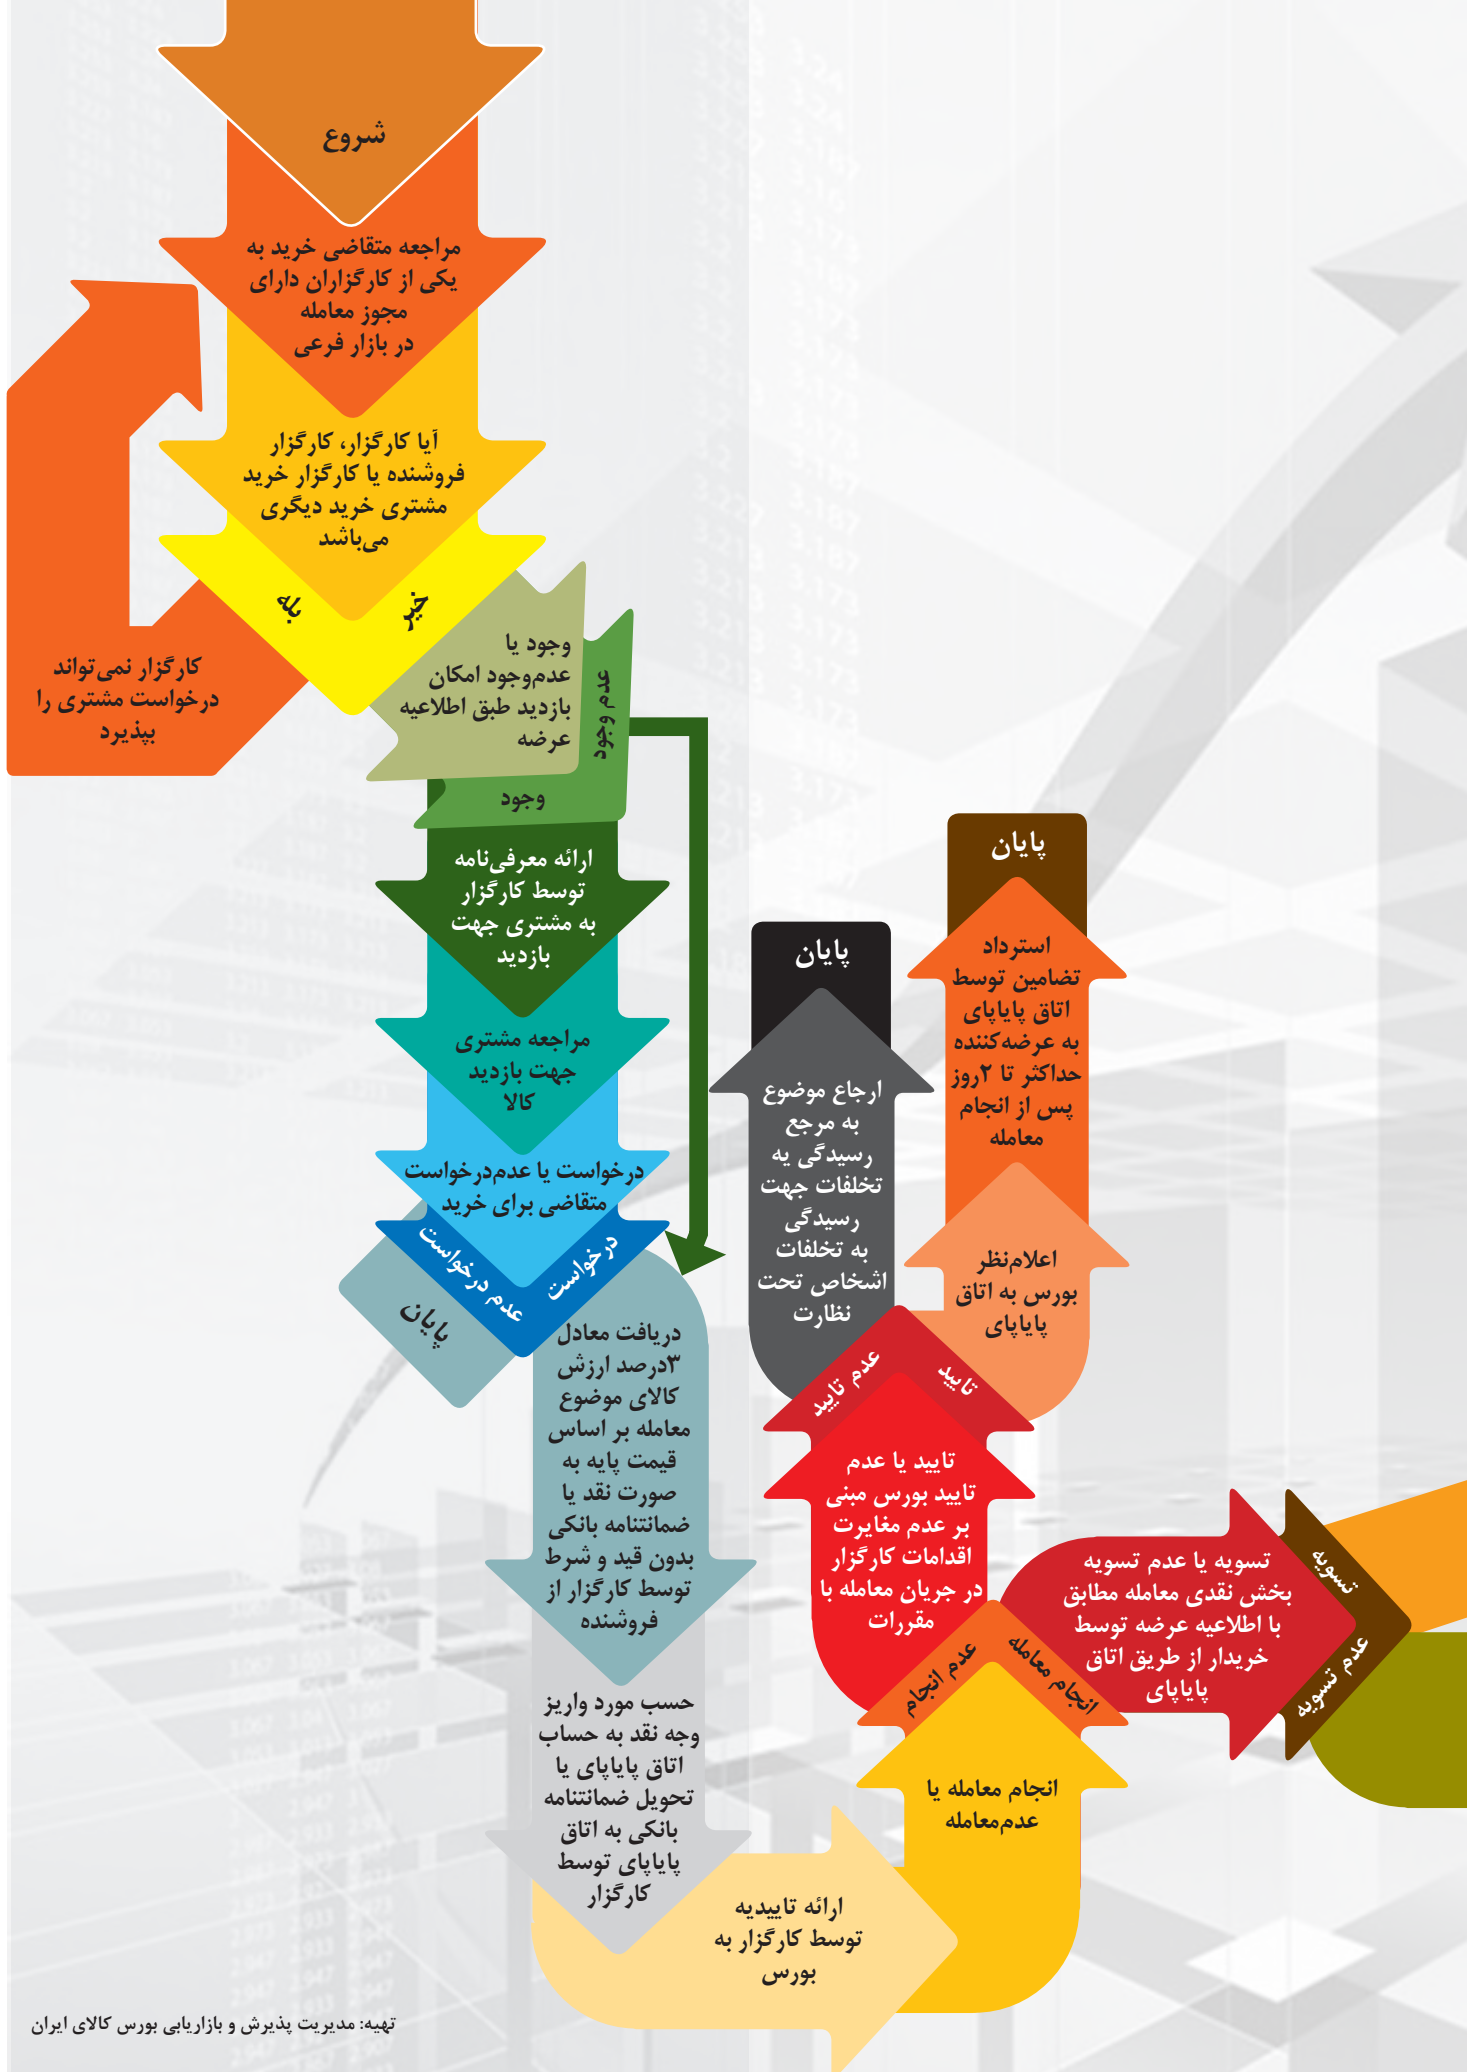 شروع
مراجعه متقاضی خرید به
یکی از کارگزاران دارای
مجوز معامله
در بازار فرعی
آیا کارگزار، کارگزار
فروشنده یا کارگزار خرید
مشتری خرید دیگری
می‌باشد
بله
خیر
کارگزار نمی‌تواند
درخواست مشتری را
بپذیرد
وجود یا
عدم‌وجود امکان
بازدید طبق اطلاعیه
عرضه
عدم وجود
وجود
ارائه معرفی‌نامه
توسط کارگزار
به مشتری جهت
بازدید
مراجعه مشتری
جهت بازدید
کالا
درخواست یا عدم‌درخواست
متقاضی برای خرید
عدم درخواست
درخواست
پایان
دریافت معادل
۳درصد ارزش
کالای موضوع
معامله بر اساس
قیمت پایه به
صورت نقد یا
ضمانتنامه بانکی
بدون قید و شرط
توسط کارگزار از
فروشنده
حسب مورد واریز
وجه نقد به حساب
اتاق پایاپای یا
تحویل ضمانتنامه
بانکی به اتاق
پایاپای توسط
کارگزار
ارائه تاییدیه
توسط کارگزار به
بورس
انجام معامله یا
عدم‌معامله
عدم انجام
انجام معامله
تایید یا عدم
تایید بورس مبنی
بر عدم مغایرت
اقدامات کارگزار
در جریان معامله با
مقررات
عدم تایید
تایید
ارجاع موضوع
به مرجع
رسیدگی یه
تخلفات جهت
رسیدگی
به تخلفات
اشخاص تحت
نظارت
پایان
اعلام‌نظر
بورس به اتاق
پایاپای
استرداد
تضامین توسط
اتاق پایاپای
به عرضه‌کننده
حداکثر تا ۲روز
پس از انجام
معامله
پایان
تسویه یا عدم تسویه
بخش نقدی معامله مطابق
با اطلاعیه عرضه توسط
خریدار از طریق اتاق
پایاپای
تسویه
عدم تسویه
تهیه: مدیریت پذیرش و بازاریابی بورس کالای ایران